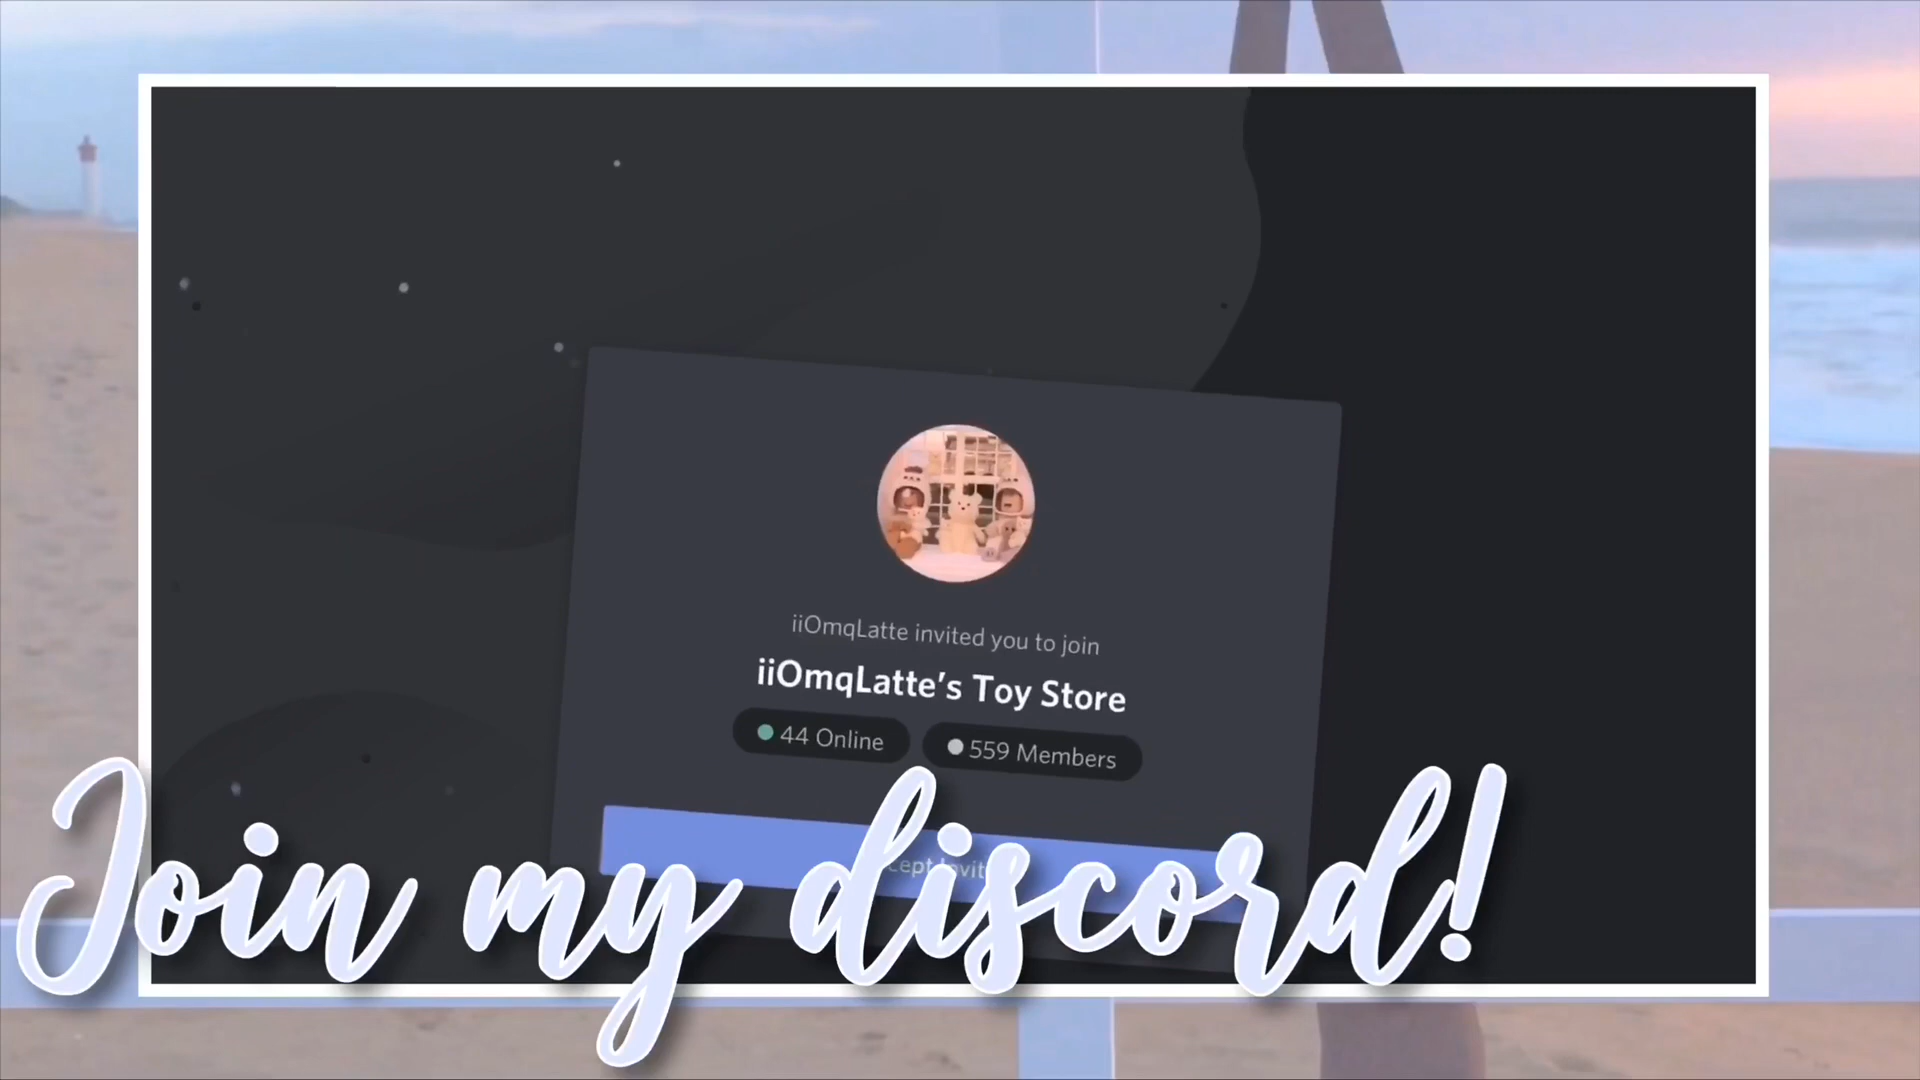 iiOmqLatte invited you to join
iiOmqLatte's Toy Store
44 Online
559 Members
Join my discord!